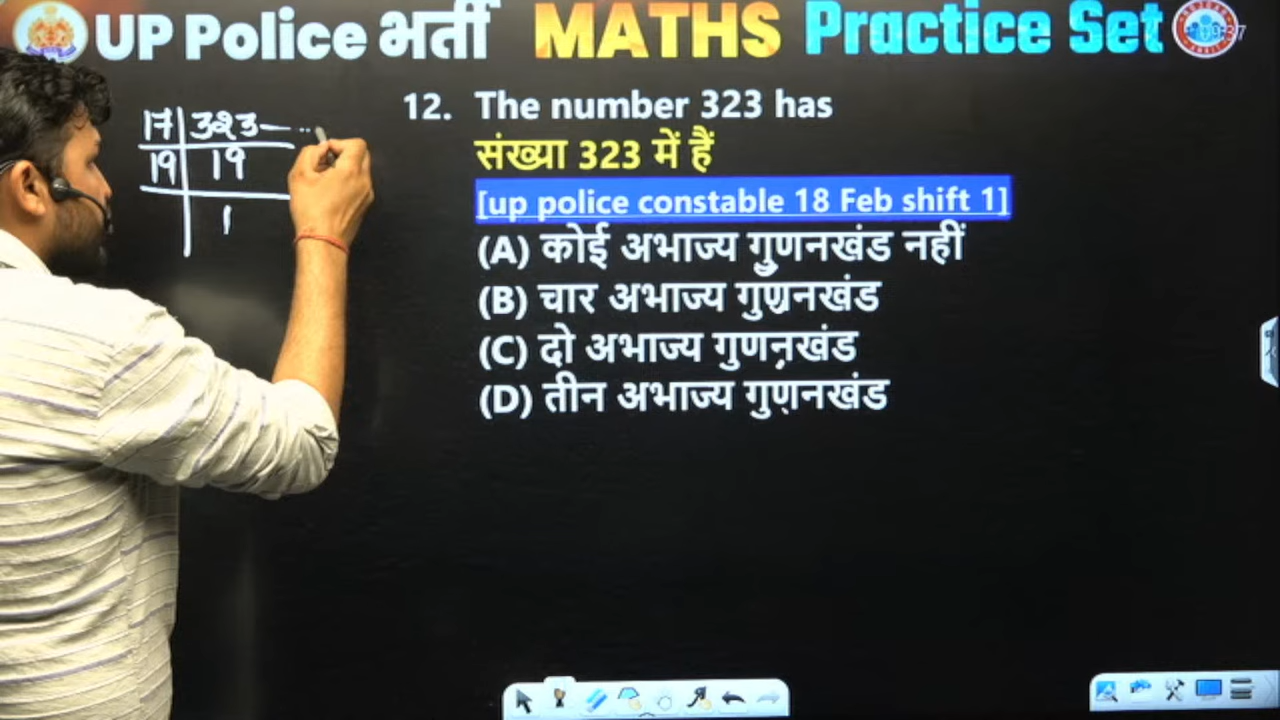 UP Police भर्ती MATHS Practice Set
17 323 –
19 19
1
12. The number 323 has
संख्या 323 में हैं
[up police constable 18 Feb shift 1]
(A) कोई अभाज्य गुणनखंड नहीं
(B) चार अभाज्य गुणनखंड
(C) दो अभाज्य गुणनखंड
(D) तीन अभाज्य गुणनखंड